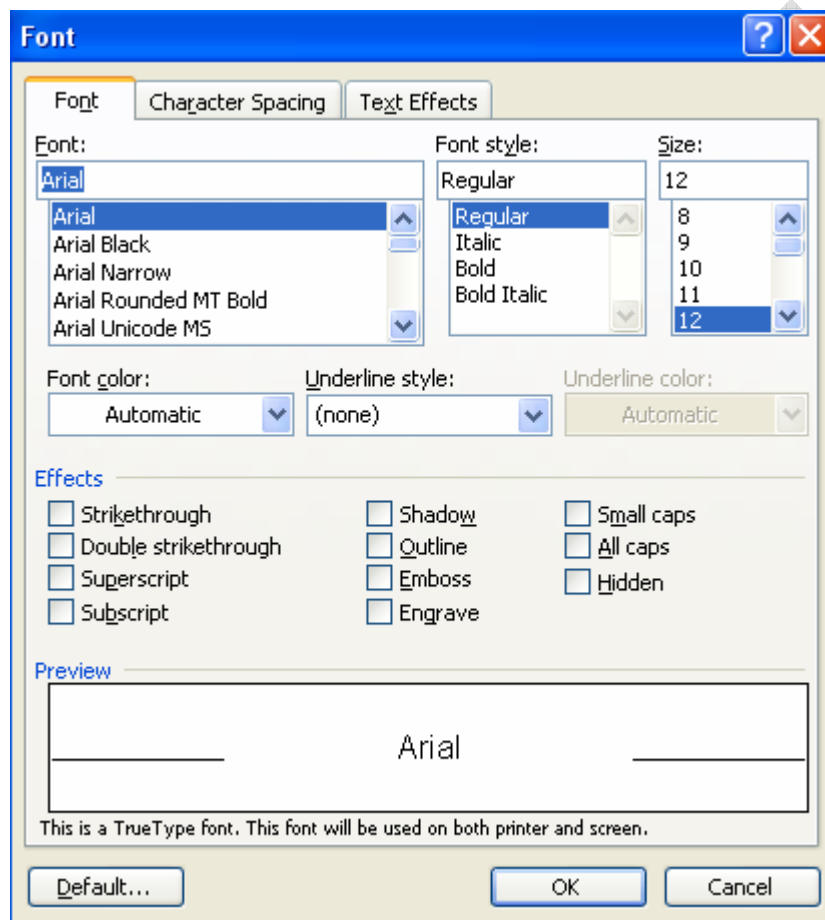 Font
Font Character Spacing Text Effects
Font: Font style: Size:
Arial Regular 12
Arial Regular 8
Arial Black Italic 9
Arial Narrow Bold 10
Arial Rounded MT Bold Bold Italic 11
Arial Unicode MS 12
Font color: Underline style: Underline color:
Automatic (none) Automatic
Effects
Strikethrough Shadow Small caps
Double strikethrough Outline All caps
Superscript Emboss Hidden
Subscript Engrave
Preview
Arial
This is a TrueType font. This font will be used on both printer and screen.
Default... OK Cancel